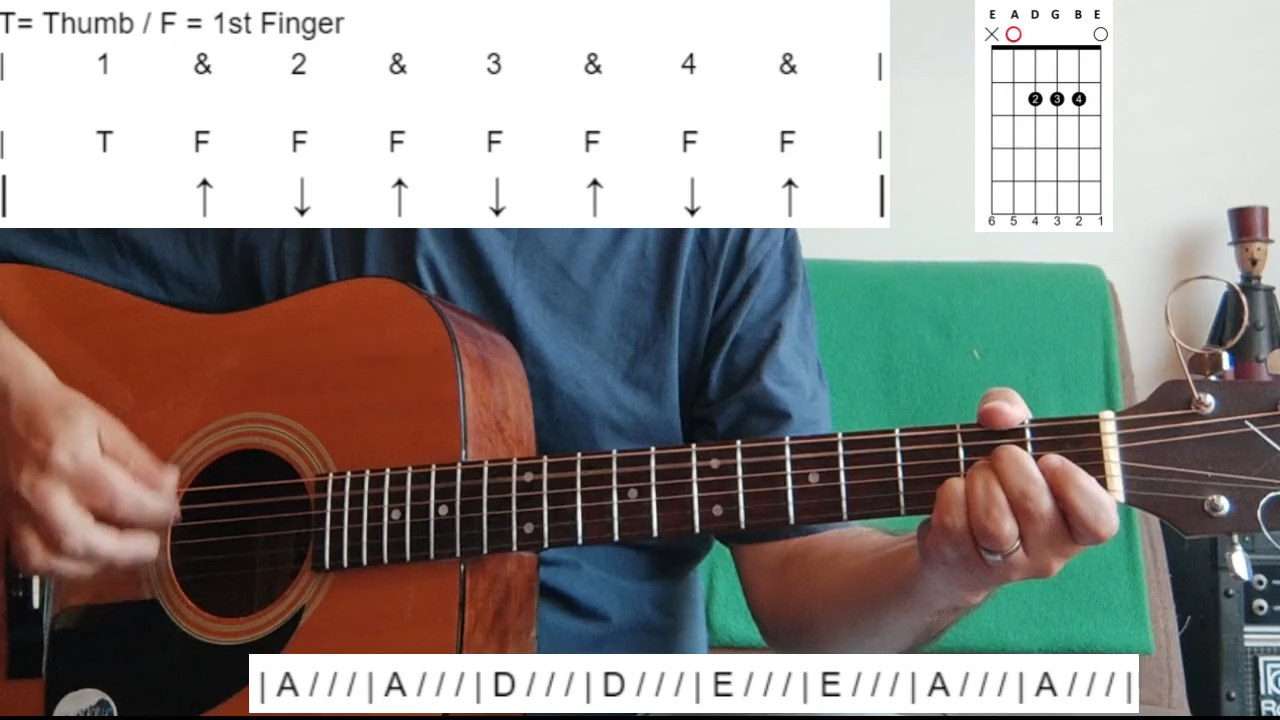 T= Thumb / F = 1st Finger
| 1 & 2 & 3 & 4 & |
| T F F F F F F F |
| ↑ ↓ ↑ ↓ ↑ ↓ ↑ |
E A D G B E
2 3 4
6 5 4 3 2 1
| A / / / | A / / / | D / / / | D / / / | E / / / | E / / / | A / / / | A / / / |